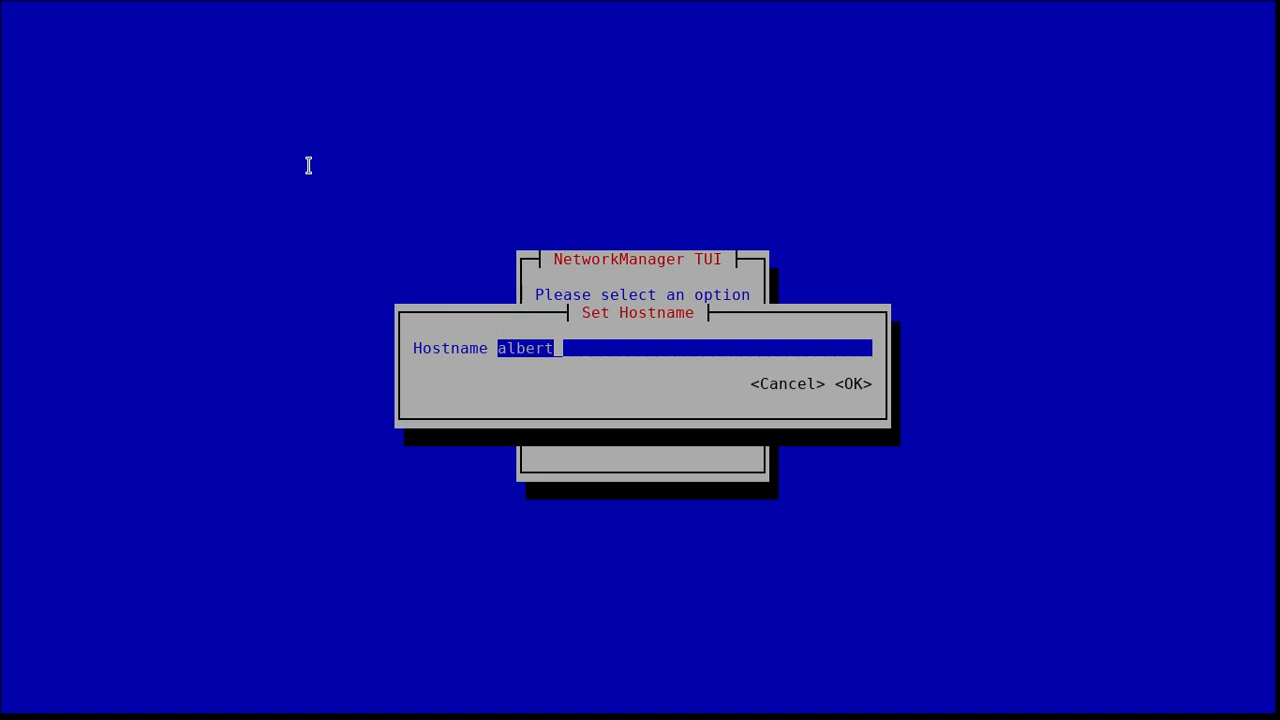 NetworkManager TUI
Please select an option
Set Hostname
Hostname albert
<Cancel> <OK>